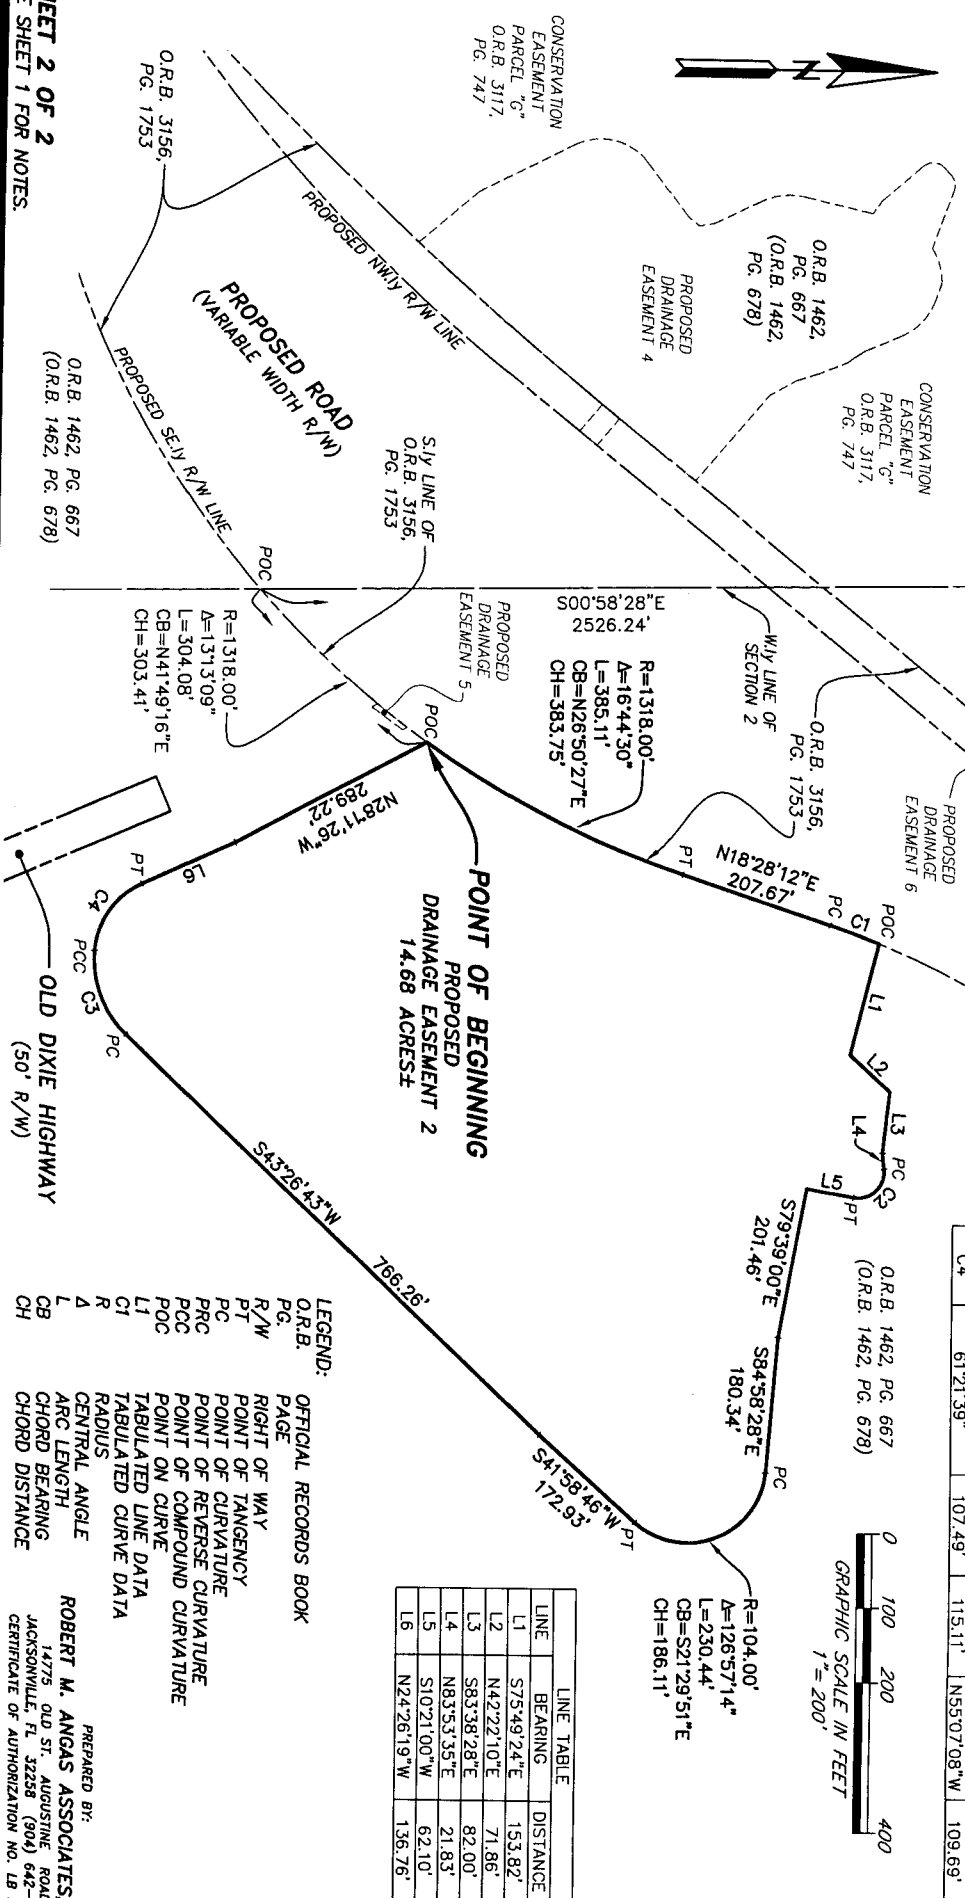 CONSERVATION
EASEMENT
PARCEL "G"
O.R.B. 3117,
PG. 747
N
O.R.B. 1462,
PG. 667
(O.R.B. 1462,
PG. 678)
PROPOSED
DRAINAGE
EASEMENT 4
CONSERVATION
EASEMENT
PARCEL "G"
O.R.B. 3117,
PG. 747
O.R.B. 3156,
PG. 1753
PROPOSED NW.ly R/W LINE
PROPOSED ROAD
(VARIABLE WIDTH R/W)
PROPOSED SE.ly R/W LINE
O.R.B. 1462, PG. 667
(O.R.B. 1462, PG. 678)
S.ly LINE OF
O.R.B. 3156,
PG. 1753
POC
S00°58'28"E
2526.24'
W.ly LINE OF
SECTION 2
O.R.B. 3156,
PG. 1753
PROPOSED
DRAINAGE
EASEMENT 6
PROPOSED
DRAINAGE
EASEMENT 5
R=1318.00'
Δ=13°13'09"
L=304.08'
CB=N41°49'16"E
CH=303.41'
R=1318.00'
Δ=16°44'30"
L=385.11'
CB=N26°50'27"E
CH=383.75'
POC
POINT OF BEGINNING
PROPOSED
DRAINAGE EASEMENT 2
14.68 ACRES±
PT
N18°28'12"E
207.67'
PC
C1
POC
L1
L2
L3
L4
PC
C2
PT
L5
S79°39'00"E
201.46'
S84°58'28"E
180.34'
PC
R=104.00'
Δ=126°57'14"
L=230.44'
CB=S21°29'51"E
CH=186.11'
PT
S41°58'46"W
172.93'
S43°26'43"W
766.26'
PC
C3
PCC
C4
PT
L6
N28°11'26"W
289.22'
OLD DIXIE HIGHWAY
(50' R/W)
O.R.B. 1462, PG. 667
(O.R.B. 1462, PG. 678)
C4 61°21'39" 107.49' 115.11' N55°07'08"W 109.69'
0 100 200 400
GRAPHIC SCALE IN FEET
1"= 200'
LINE TABLE
LINE BEARING DISTANCE
L1 S75°49'24"E 153.82'
L2 N42°22'10"E 71.86'
L3 S83°38'28"E 82.00'
L4 N83°53'35"E 21.83'
L5 S10°21'00"W 62.10'
L6 N24°26'19"W 136.76'
LEGEND:
O.R.B. OFFICIAL RECORDS BOOK
PG. PAGE
R/W RIGHT OF WAY
PT POINT OF TANGENCY
PC POINT OF CURVATURE
PRC POINT OF REVERSE CURVATURE
PCC POINT OF COMPOUND CURVATURE
POC POINT ON CURVE
L1 TABULATED LINE DATA
C1 TABULATED CURVE DATA
R RADIUS
Δ CENTRAL ANGLE
L ARC LENGTH
CB CHORD BEARING
CH CHORD DISTANCE
PREPARED BY:
ROBERT M. ANGAS ASSOCIATES,
14775 OLD ST. AUGUSTINE ROAD
JACKSONVILLE, FL 32258 (904) 642-
CERTIFICATE OF AUTHORIZATION NO. LB
EET 2 OF 2
E SHEET 1 FOR NOTES.